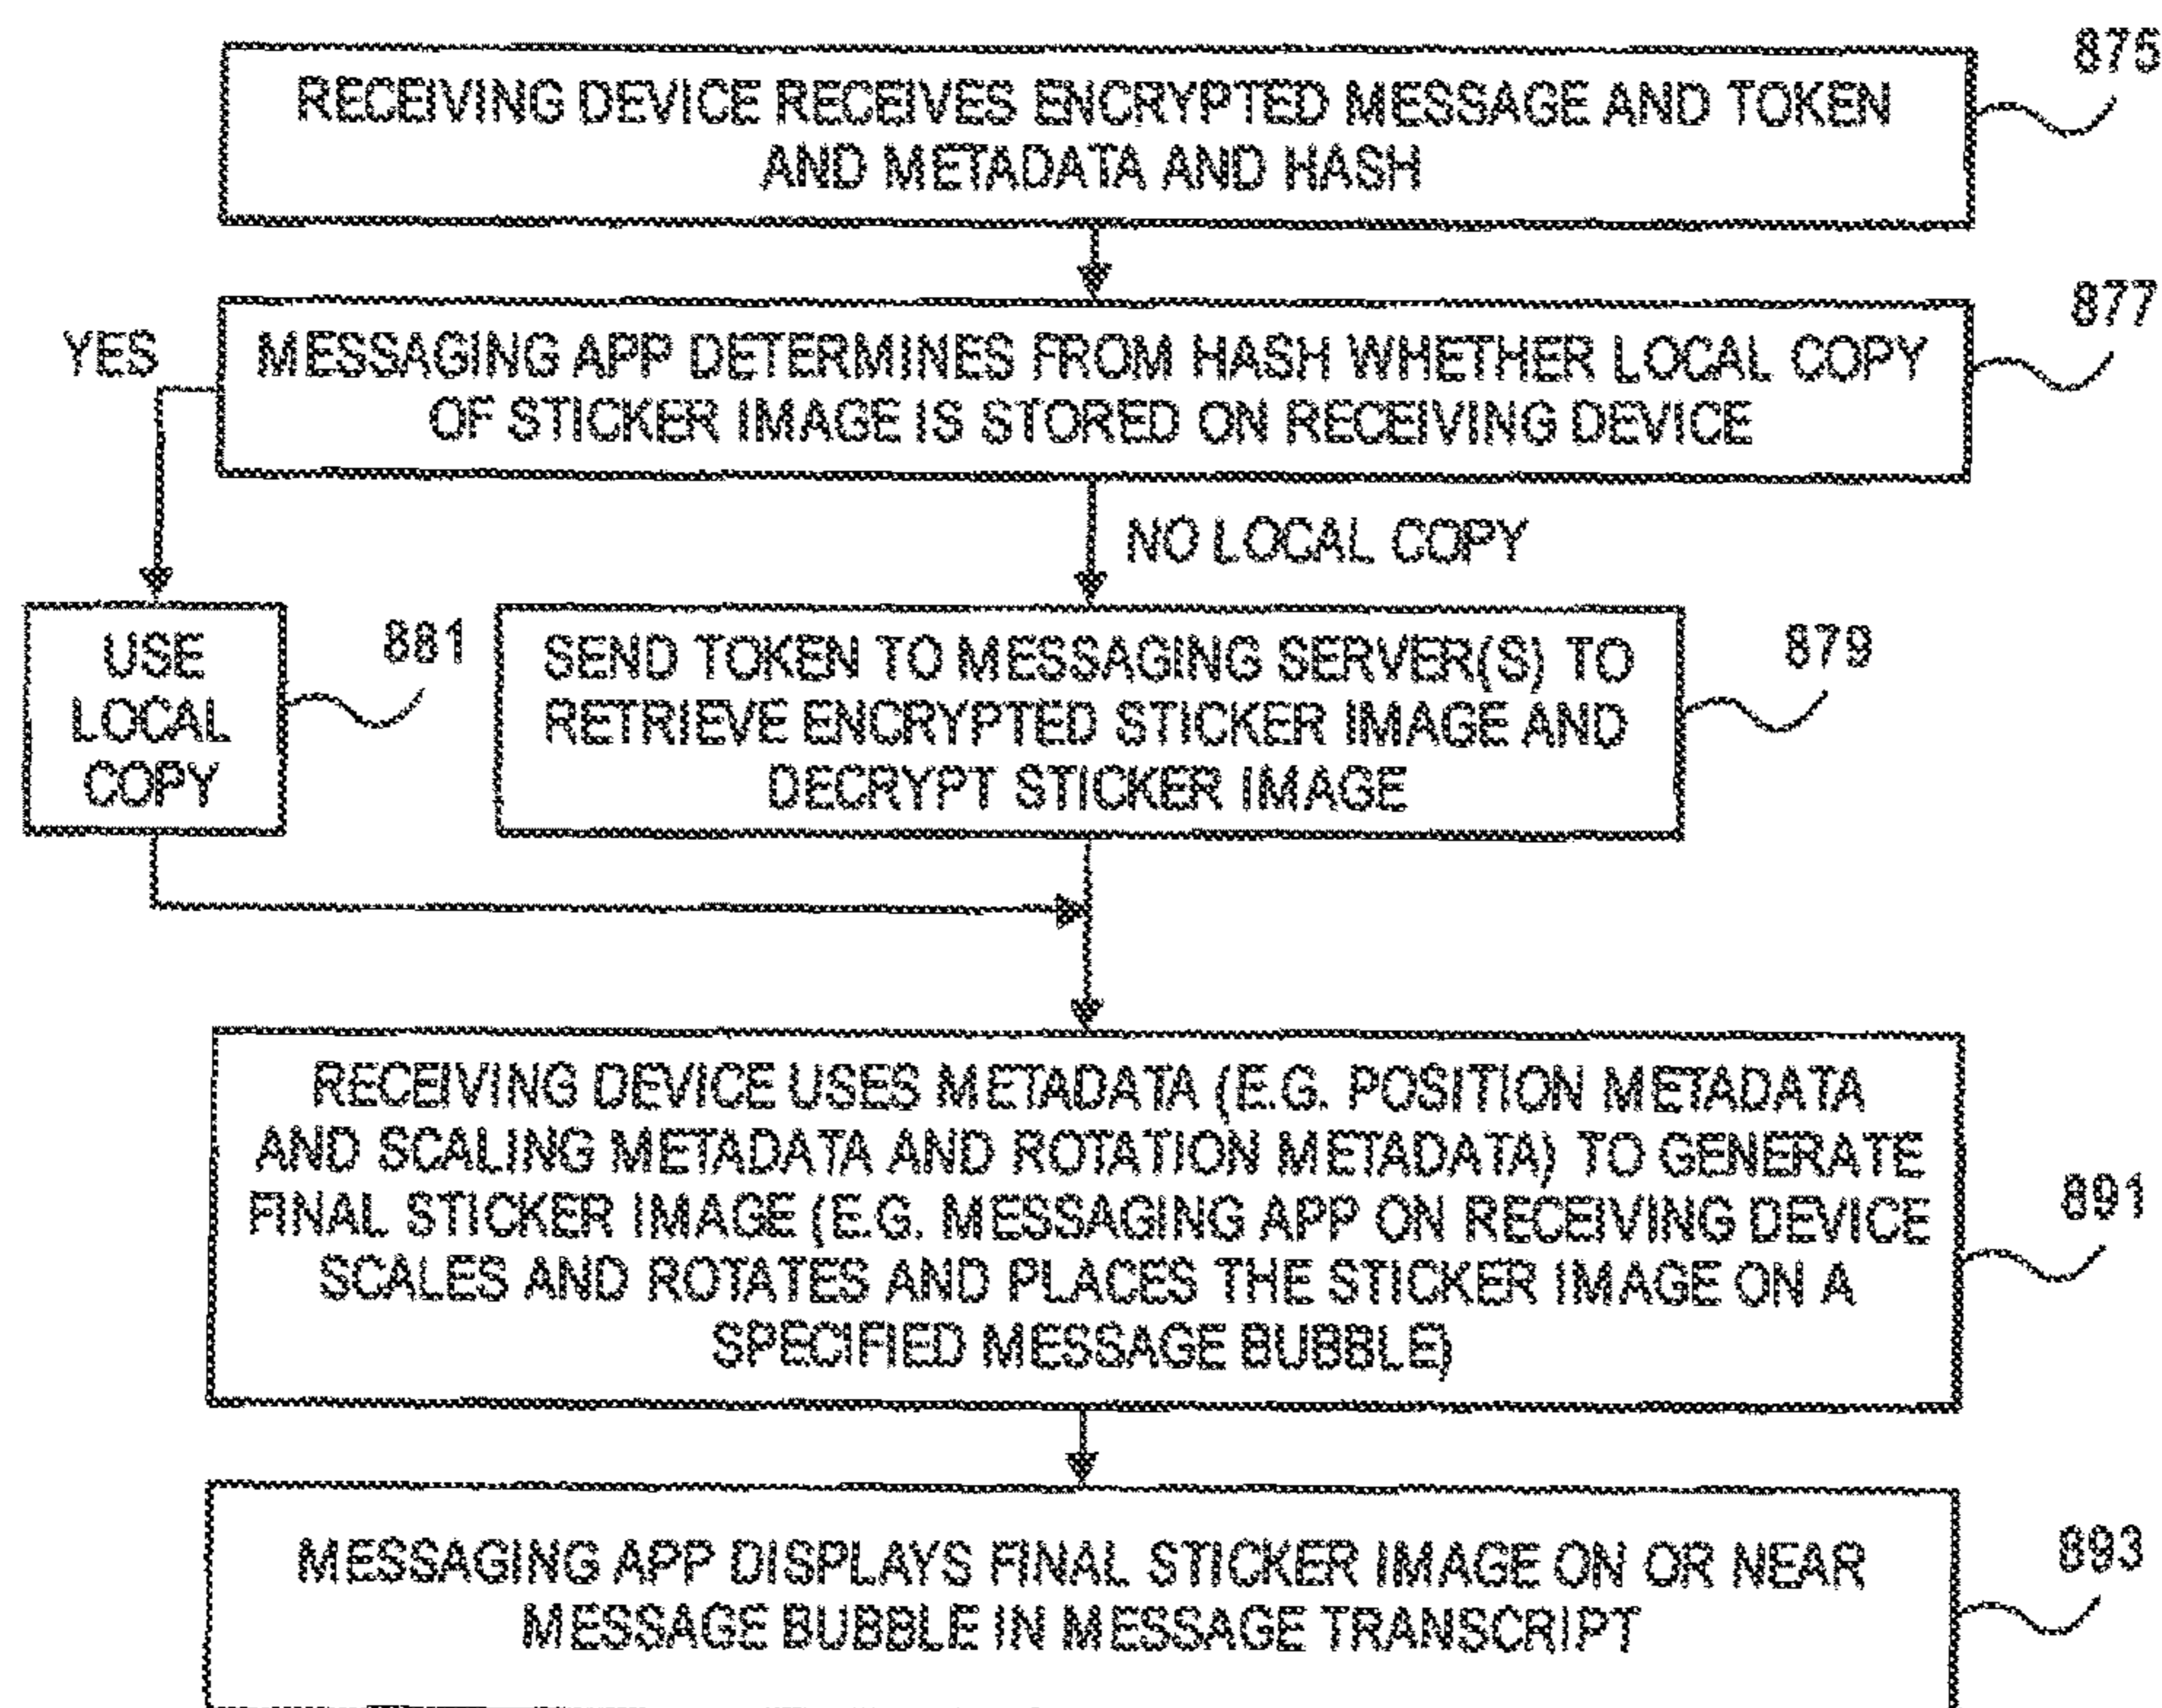 875
RECEIVING DEVICE RECEIVES ENCRYPTED MESSAGE AND TOKEN
AND METADATA AND HASH
877
YES
MESSAGING APP DETERMINES FROM HASH WHETHER LOCAL COPY
OF STICKER IMAGE IS STORED ON RECEIVING DEVICE
NO LOCAL COPY
USE
LOCAL
COPY
881
SEND TOKEN TO MESSAGING SERVER(S) TO
RETRIEVE ENCRYPTED STICKER IMAGE AND
DECRYPT STICKER IMAGE
879
RECEIVING DEVICE USES METADATA (E.G. POSITION METADATA
AND SCALING METADATA AND ROTATION METADATA) TO GENERATE
FINAL STICKER IMAGE (E.G. MESSAGING APP ON RECEIVING DEVICE
SCALES AND ROTATES AND PLACES THE STICKER IMAGE ON A
SPECIFIED MESSAGE BUBBLE)
891
MESSAGING APP DISPLAYS FINAL STICKER IMAGE ON OR NEAR
MESSAGE BUBBLE IN MESSAGE TRANSCRIPT
893